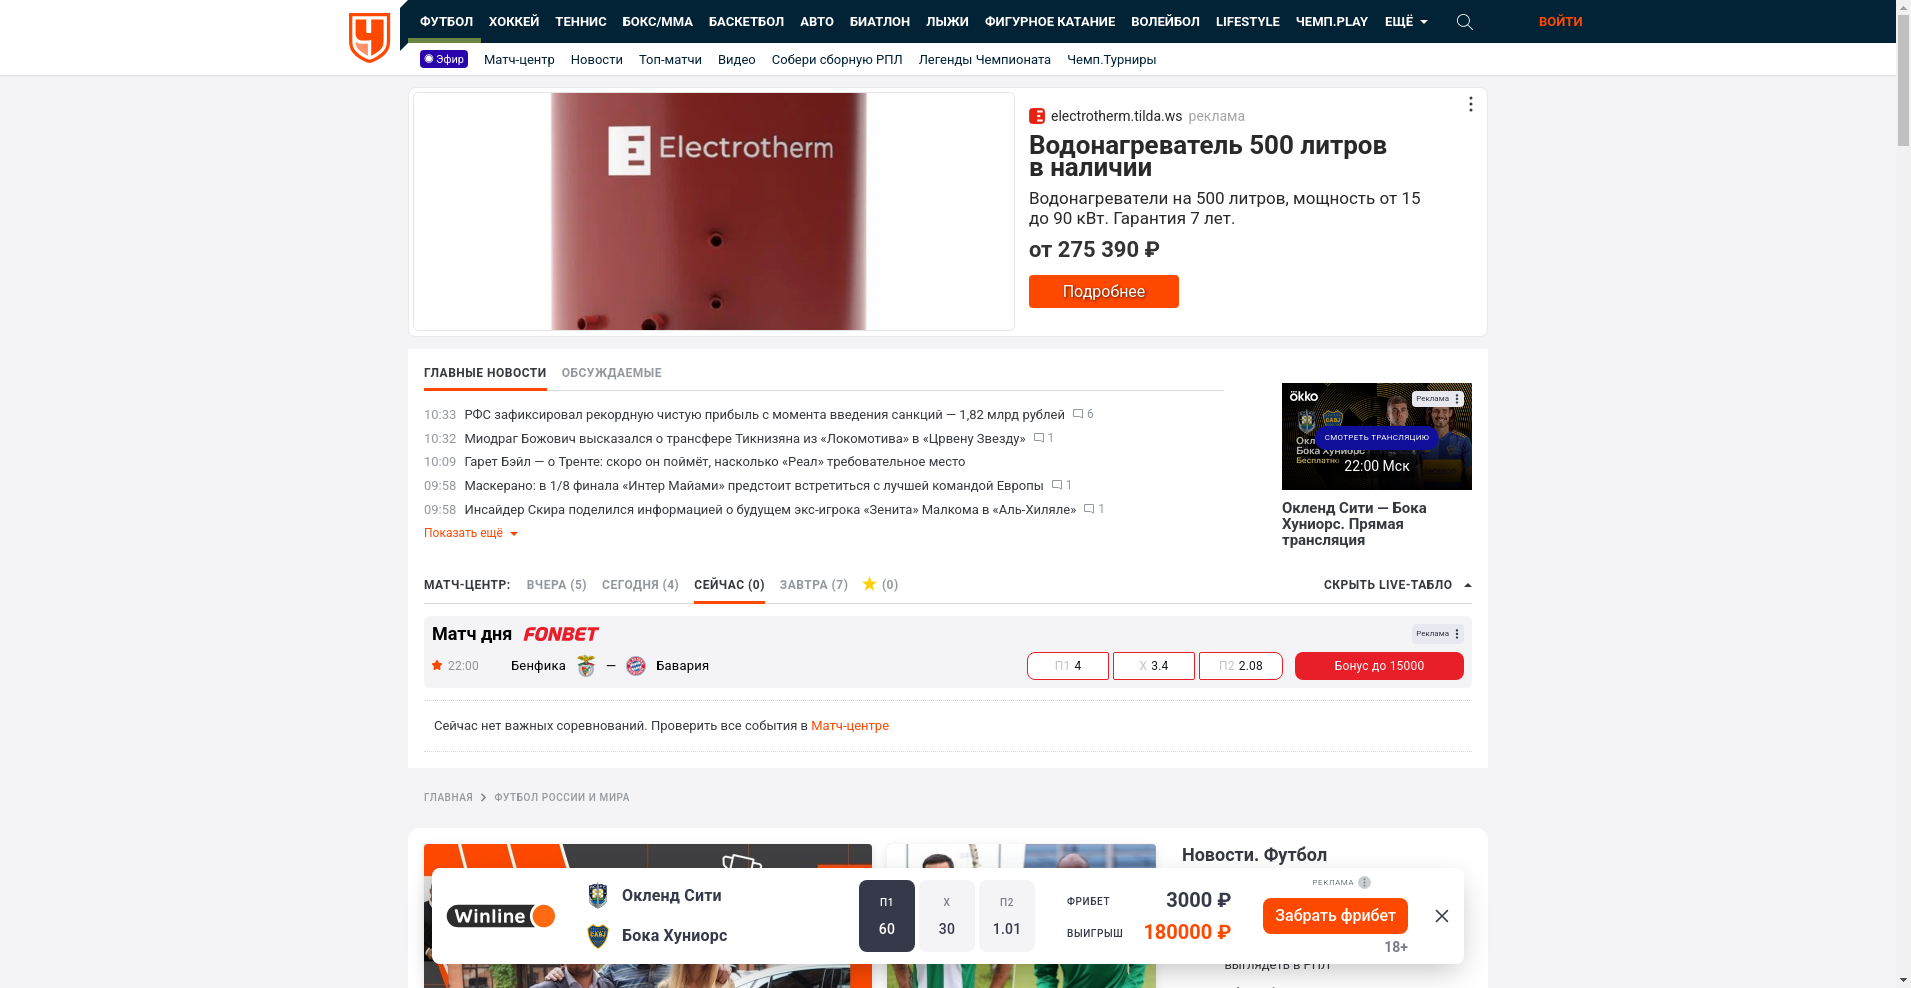 ФУТБОЛ ХОККЕЙ ТЕННИС БОКС/ММА БАСКЕТБОЛ АВТО БИАТЛОН ЛЫЖИ ФИГУРНОЕ КАТАНИЕ ВОЛЕЙБОЛ LIFESTYLE ЧЕМП.PLAY ЕЩЁ ВОЙТИ
Эфир Матч-центр Новости Топ-матчи Видео Собери сборную РПЛ Легенды Чемпионата Чемп.Турниры
Electrotherm
electrotherm.tilda.ws реклама
Водонагреватель 500 литров
в наличии
Водонагреватели на 500 литров, мощность от 15
до 90 кВт. Гарантия 7 лет.
от 275 390 ₽
Подробнее
ГЛАВНЫЕ НОВОСТИ ОБСУЖДАЕМЫЕ
10:33 РФС зафиксировал рекордную чистую прибыль с момента введения санкций — 1,82 млрд рублей 6
10:32 Миодраг Божович высказался о трансфере Тикнизяна из «Локомотива» в «Црвену Звезду» 1
10:09 Гарет Бэйл — о Тренте: скоро он поймёт, насколько «Реал» требовательное место
09:58 Маскерано: в 1/8 финала «Интер Майами» предстоит встретиться с лучшей командой Европы 1
09:58 Инсайдер Скира поделился информацией о будущем экс-игрока «Зенита» Малкома в «Аль-Хиляле» 1
Показать ещё
ökko
Реклама
СМОТРЕТЬ ТРАНСЛЯЦИЮ
Бока Хуниорс
22:00 Мск
Окленд Сити — Бока
Хуниорс. Прямая
трансляция
МАТЧ-ЦЕНТР: ВЧЕРА (5) СЕГОДНЯ (4) СЕЙЧАС (0) ЗАВТРА (7) (0) СКРЫТЬ LIVE-ТАБЛО
Матч дня FONBET Реклама
22:00 Бенфика — Бавария П1 4 X 3.4 П2 2.08 Бонус до 15000
Сейчас нет важных соревнований. Проверить все события в Матч-центре
ГЛАВНАЯ ФУТБОЛ РОССИИ И МИРА
Новости. Футбол
Winline
Окленд Сити
Бока Хуниорс
П1 X П2
60 30 1.01
ФРИБЕТ 3000 ₽
ВЫИГРЫШ 180000 ₽
РЕКЛАМА
Забрать фрибет
18+
выглядеть в РПЛ